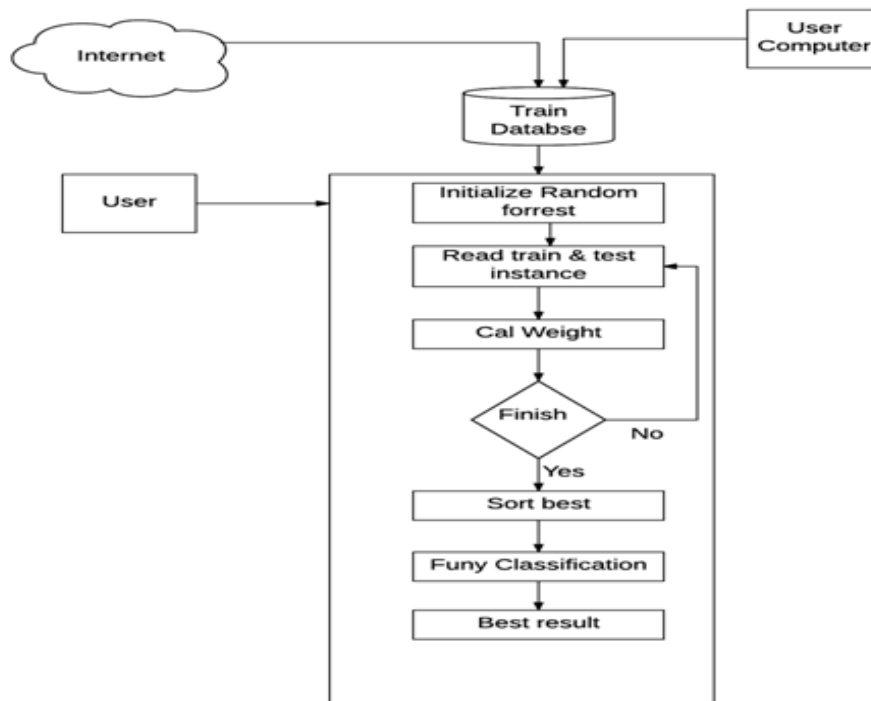 Internet
User
Computer
Train
Databse
User
Initialize Random
forrest
Read train & test
instance
Cal Weight
Finish
No
Yes
Sort best
Funy Classification
Best result